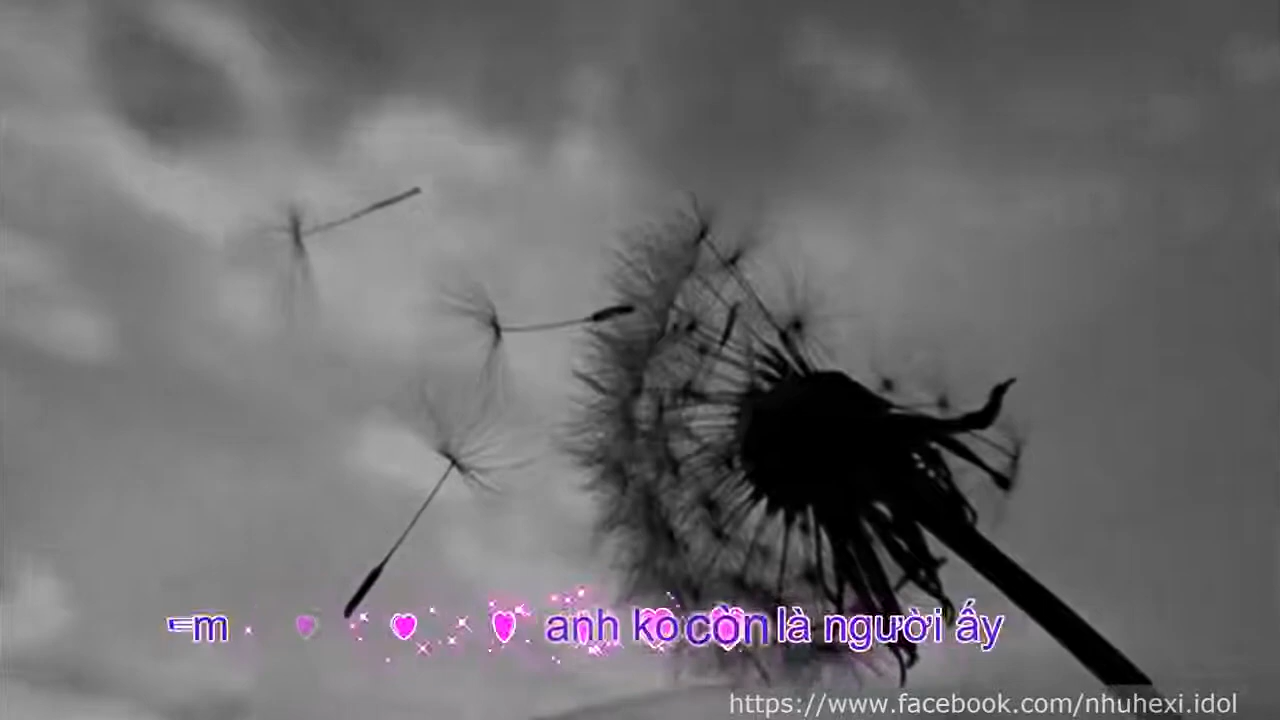 anh ko còn là người ấy
https://www.facebook.com/nhuhexi.idol